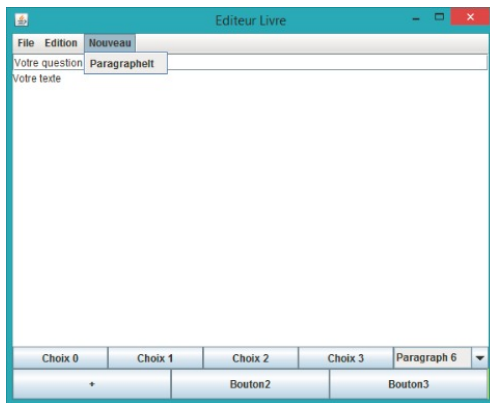 Editeur Livre
File Edition Nouveau
Votre question
Paragraphelt
Votre texte
Choix 0 Choix 1 Choix 2 Choix 3 Paragraph 6
+ Bouton2 Bouton3